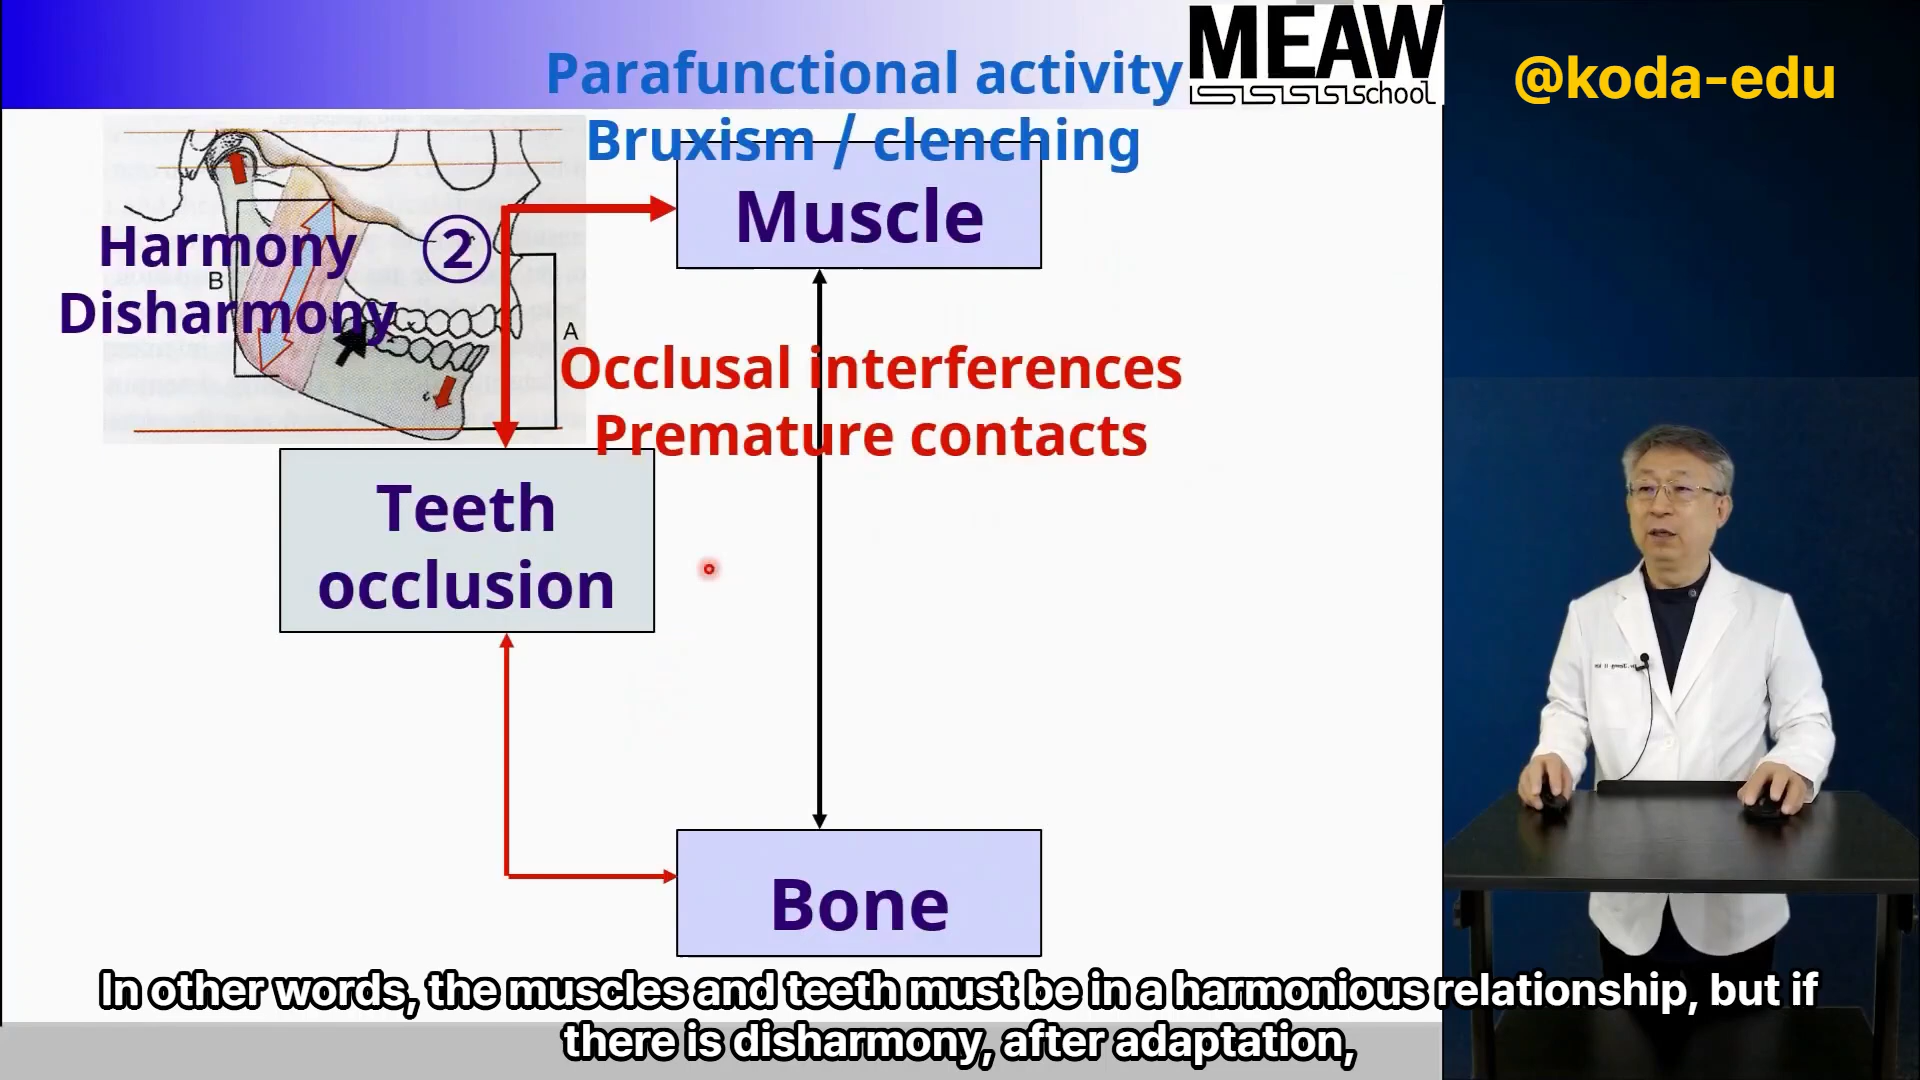 MEAW
School
@koda-edu
Parafunctional activity
Bruxism / clenching
Muscle
Harmony
Disharmony
②
B
A
Occlusal interferences
Premature contacts
Teeth
occlusion
Bone
In other words, the muscles and teeth must be in a harmonious relationship, but if
there is disharmony, after adaptation,